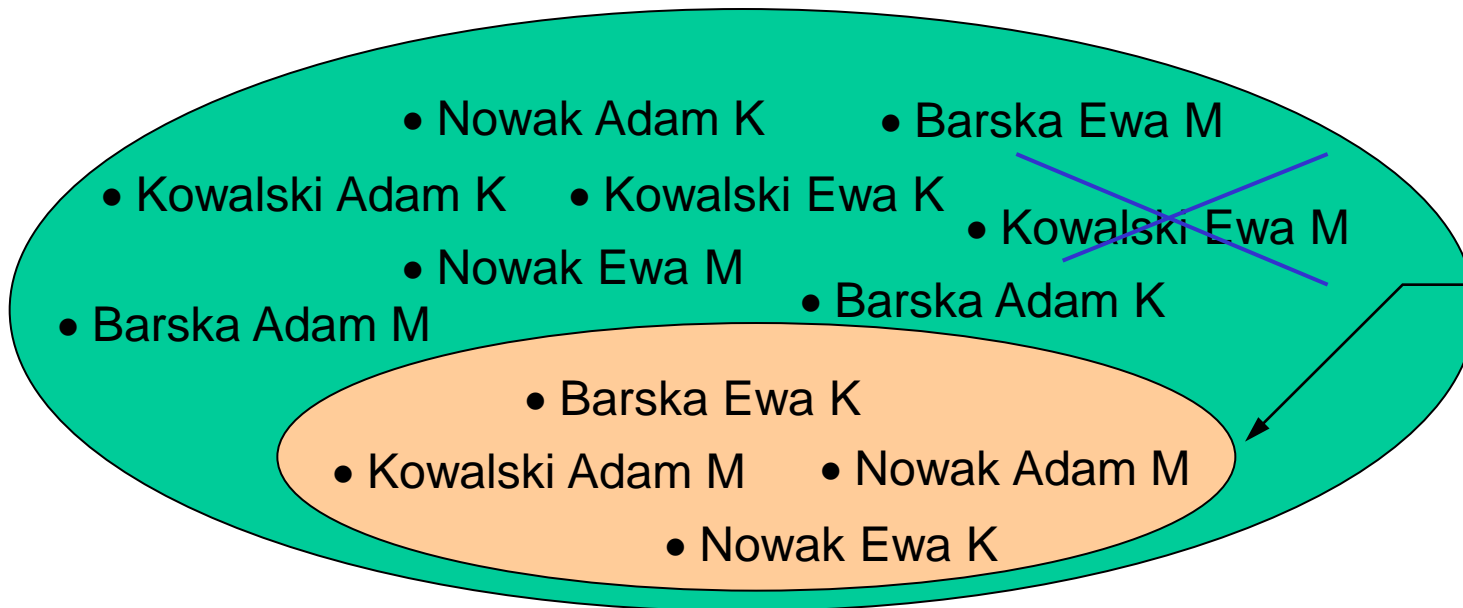 • Nowak Adam K
• Barska Ewa M
• Kowalski Adam K
• Kowalski Ewa K
• Kowalski Ewa M
• Nowak Ewa M
• Barska Adam K
• Barska Adam M
• Barska Ewa K
• Kowalski Adam M
• Nowak Adam M
• Nowak Ewa K